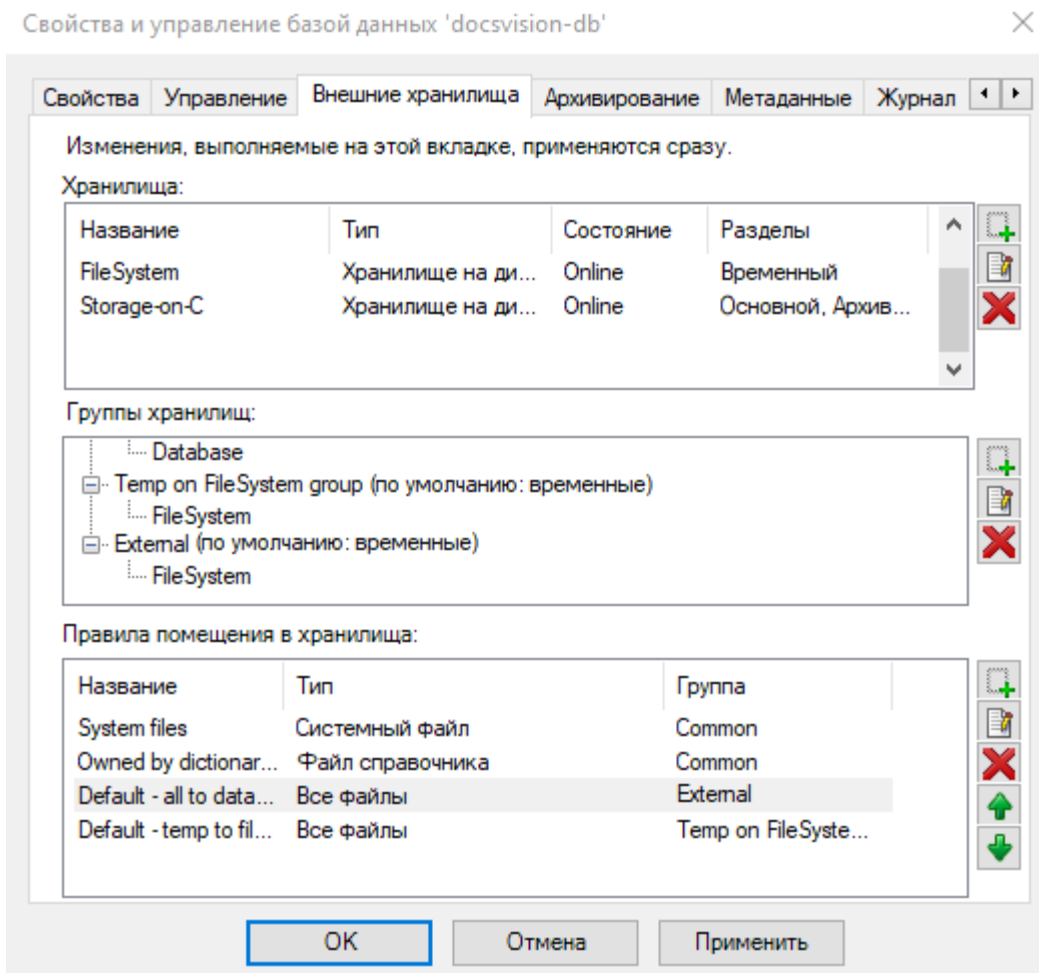 Свойства и управление базой данных 'docsvision-db'
Свойства Управление Внешние хранилища Архивирование Метаданные Журнал
Изменения, выполняемые на этой вкладке, применяются сразу.
Хранилища:
Название Тип Состояние Разделы
FileSystem Хранилище на ди... Online Временный
Storage-on-C Хранилище на ди... Online Основной, Архив...
Группы хранилищ:
Database
Temp on FileSystem group (по умолчанию: временные)
FileSystem
External (по умолчанию: временные)
FileSystem
Правила помещения в хранилища:
Название Тип Группа
System files Системный файл Common
Owned by dictionar... Файл справочника Common
Default - all to data... Все файлы External
Default - temp to fil... Все файлы Temp on FileSyste...
OK Отмена Применить